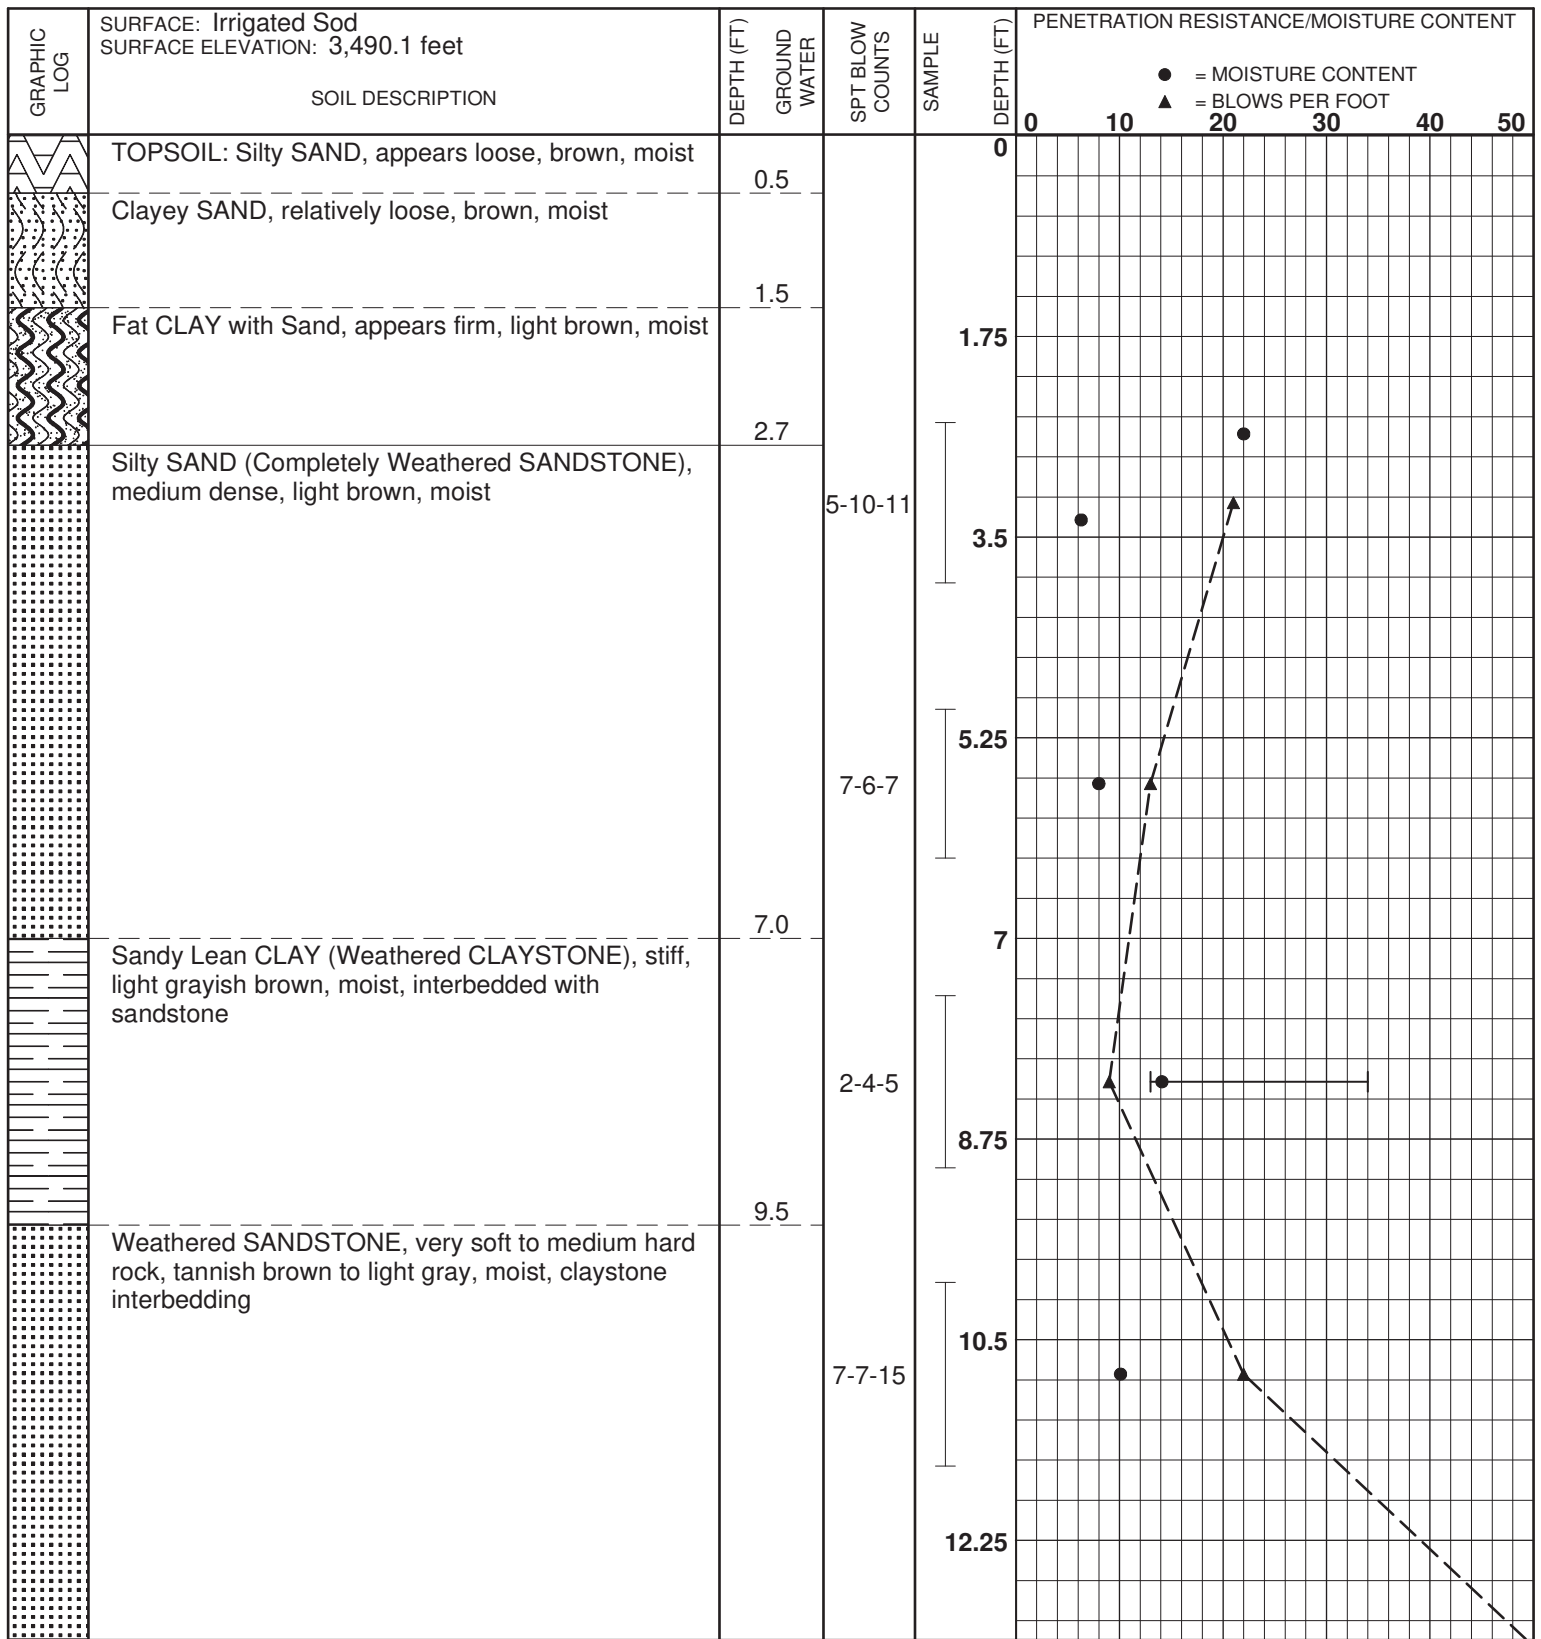 GRAPHIC
LOG
SURFACE: Irrigated Sod
SURFACE ELEVATION: 3,490.1 feet
SOIL DESCRIPTION
DEPTH (FT)
GROUND
WATER
SPT BLOW
COUNTS
SAMPLE
DEPTH (FT)
PENETRATION RESISTANCE/MOISTURE CONTENT
● = MOISTURE CONTENT
▲ = BLOWS PER FOOT
0 10 20 30 40 50
0
TOPSOIL: Silty SAND, appears loose, brown, moist
0.5
Clayey SAND, relatively loose, brown, moist
1.5
Fat CLAY with Sand, appears firm, light brown, moist
1.75
2.7
Silty SAND (Completely Weathered SANDSTONE),
medium dense, light brown, moist
5-10-11
3.5
5.25
7-6-7
7.0
7
Sandy Lean CLAY (Weathered CLAYSTONE), stiff,
light grayish brown, moist, interbedded with
sandstone
2-4-5
8.75
9.5
Weathered SANDSTONE, very soft to medium hard
rock, tannish brown to light gray, moist, claystone
interbedding
10.5
7-7-15
12.25